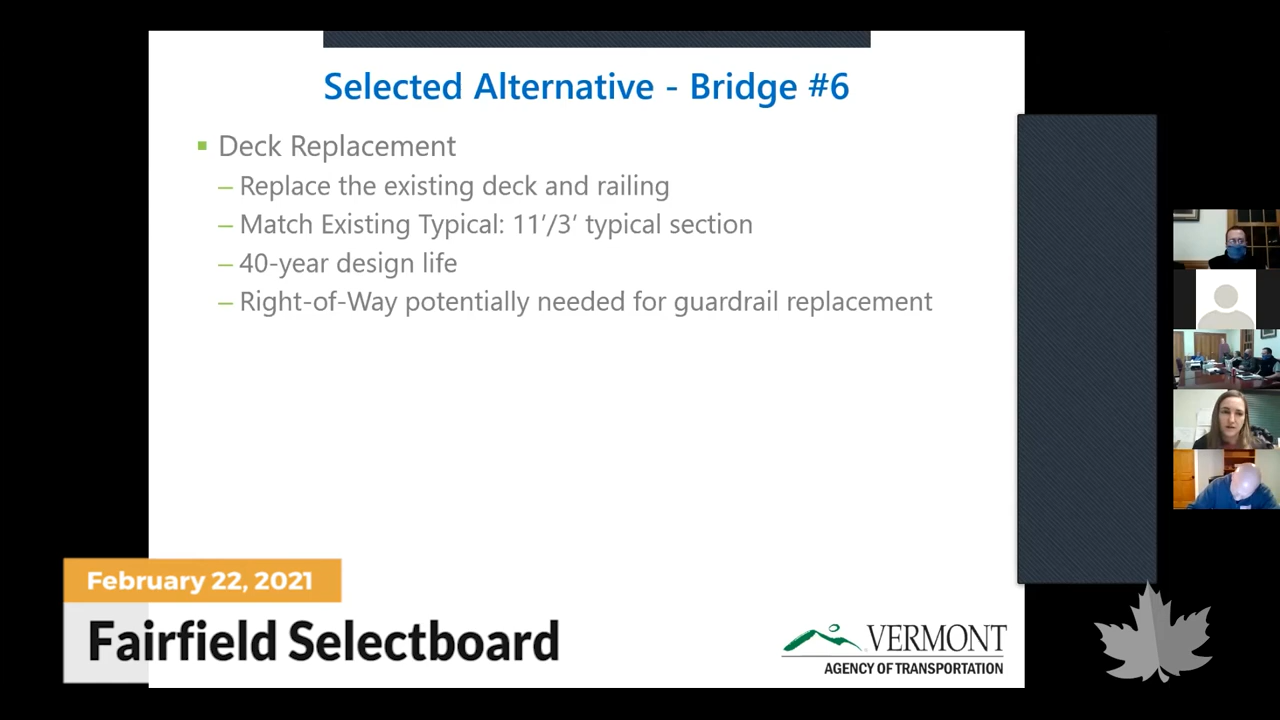 Selected Alternative - Bridge #6
▪ Deck Replacement
– Replace the existing deck and railing
– Match Existing Typical: 11’/3’ typical section
– 40-year design life
– Right-of-Way potentially needed for guardrail replacement
February 22, 2021
Fairfield Selectboard
VERMONT
AGENCY OF TRANSPORTATION